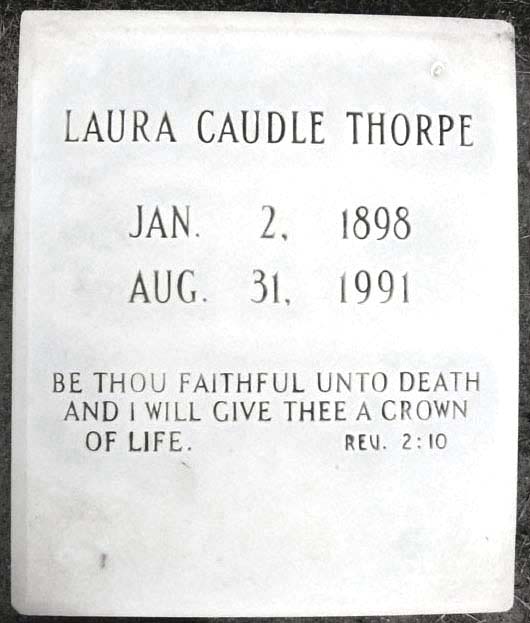 LAURA CAUDLE THORPE
JAN. 2, 1898
AUG. 31, 1991
BE THOU FAITHFUL UNTO DEATH
AND I WILL GIVE THEE A CROWN
OF LIFE. REV. 2:10